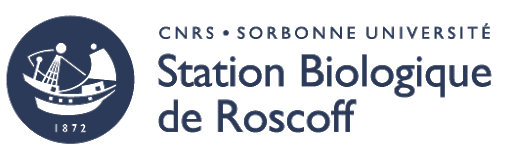 CNRS • SORBONNE UNIVERSITÉ
Station Biologique
de Roscoff
1872